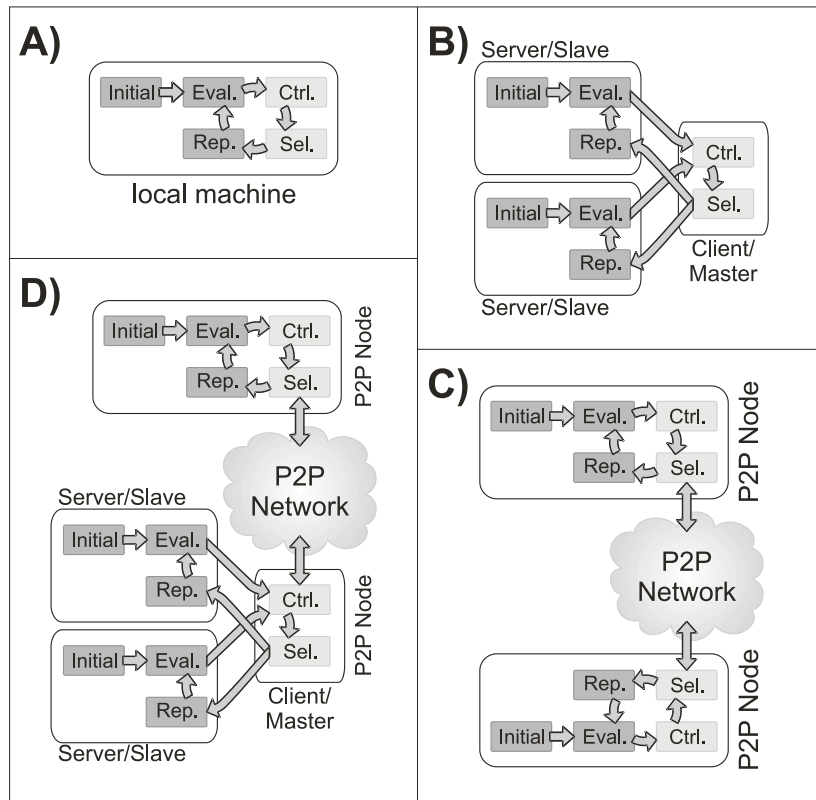 A)
Initial Eval. Ctrl.
Rep. Sel.
local machine
B)
Server/Slave
Initial Eval.
Rep.
Ctrl.
Initial Eval.
Sel.
Rep.
Client/
Master
Server/Slave
D)
Initial Eval. Ctrl.
Rep. Sel.
P2P Node
P2P
Network
Server/Slave
Initial Eval.
Rep.
Ctrl.
Initial Eval.
Sel.
Rep.
P2P Node
Client/
Master
Server/Slave
C)
Initial Eval. Ctrl.
Rep. Sel.
P2P Node
P2P
Network
Rep. Sel.
Initial Eval. Ctrl.
P2P Node